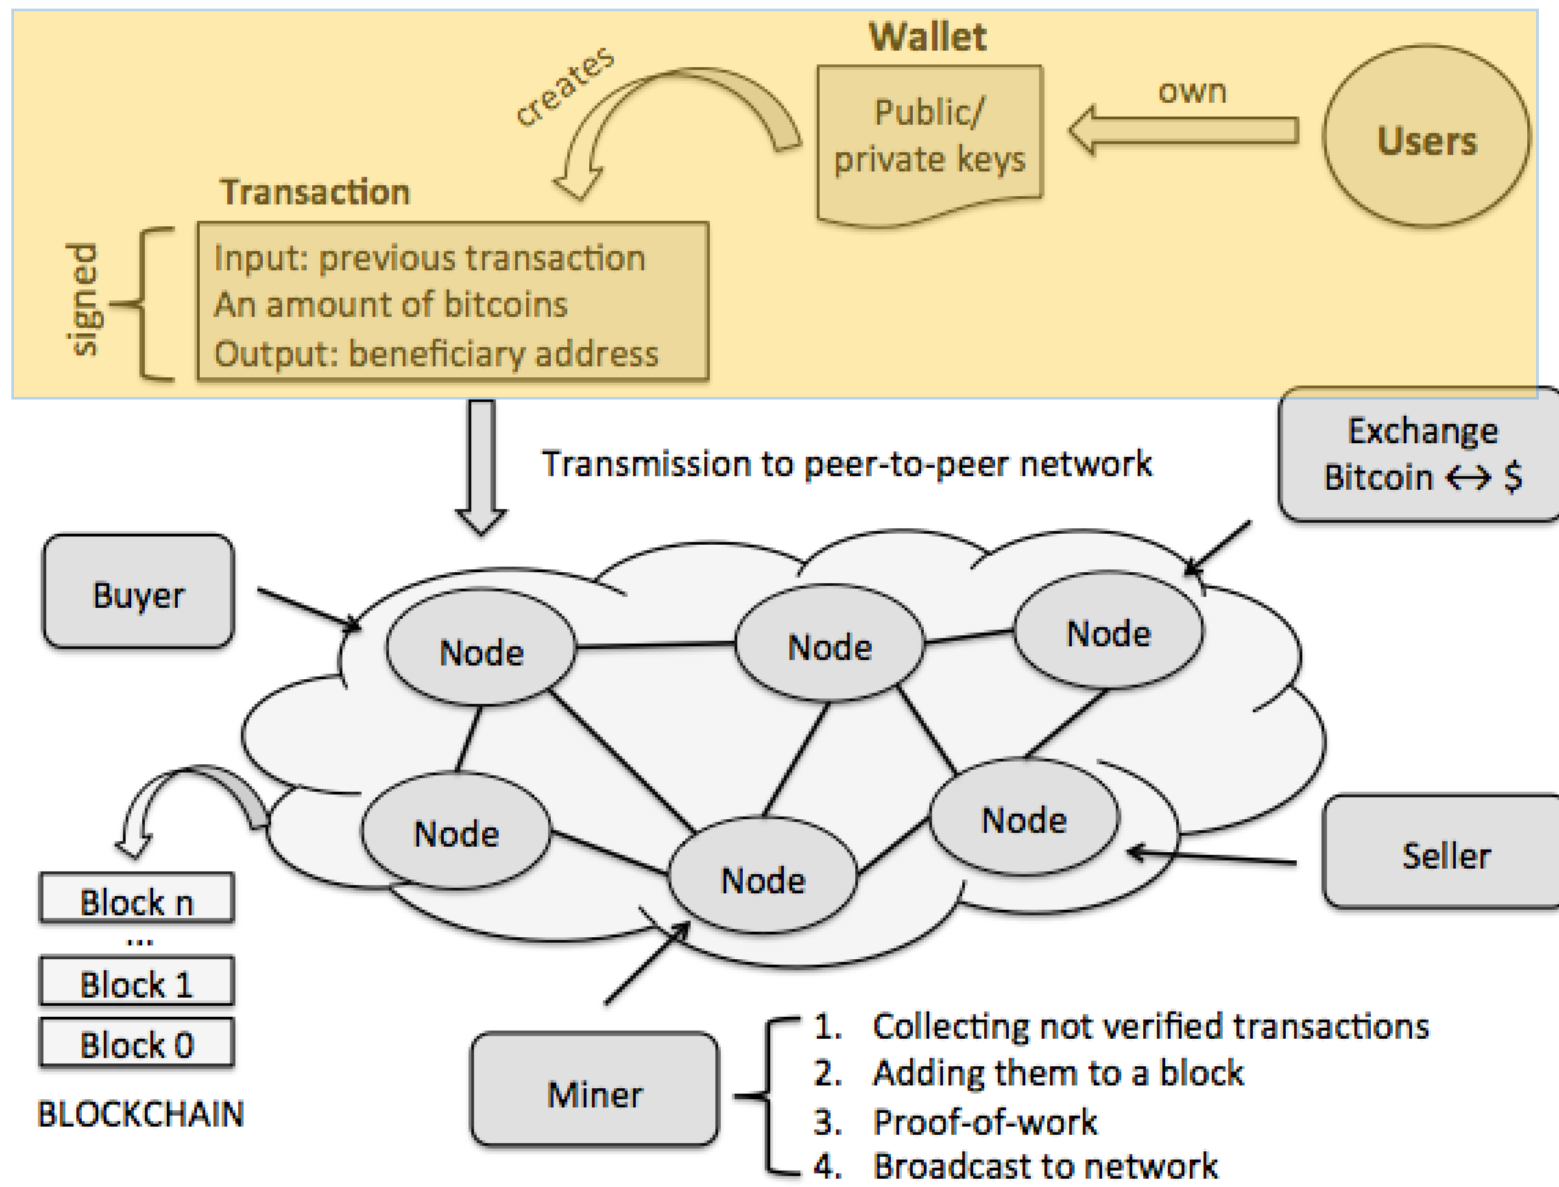 Wallet
creates
Public/
private keys
own
Users
Transaction
signed
Input: previous transaction
An amount of bitcoins
Output: beneficiary address
Exchange
Bitcoin ↔ $
Transmission to peer-to-peer network
Buyer
Node
Node
Node
Node
Node
Node
Seller
Block n
...
Block 1
Block 0
BLOCKCHAIN
Miner
1. Collecting not verified transactions
2. Adding them to a block
3. Proof-of-work
4. Broadcast to network